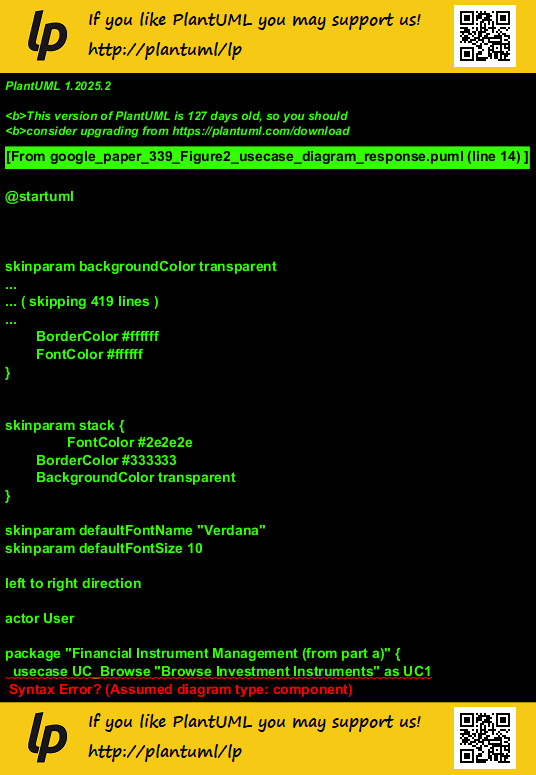 lp
If you like PlantUML you may support us!
http://plantuml/lp
PlantUML 1.2025.2
<b>This version of PlantUML is 127 days old, so you should
<b>consider upgrading from https://plantuml.com/download
[From google_paper_339_Figure2_usecase_diagram_response.puml (line 14) ]
@startuml
skinparam backgroundColor transparent
...
... ( skipping 419 lines )
...
BorderColor #ffffff
FontColor #ffffff
}
skinparam stack {
FontColor #2e2e2e
BorderColor #333333
BackgroundColor transparent
}
skinparam defaultFontName "Verdana"
skinparam defaultFontSize 10
left to right direction
actor User
package "Financial Instrument Management (from part a)" {
usecase UC_Browse "Browse Investment Instruments" as UC1
Syntax Error? (Assumed diagram type: component)
lp
If you like PlantUML you may support us!
http://plantuml/lp